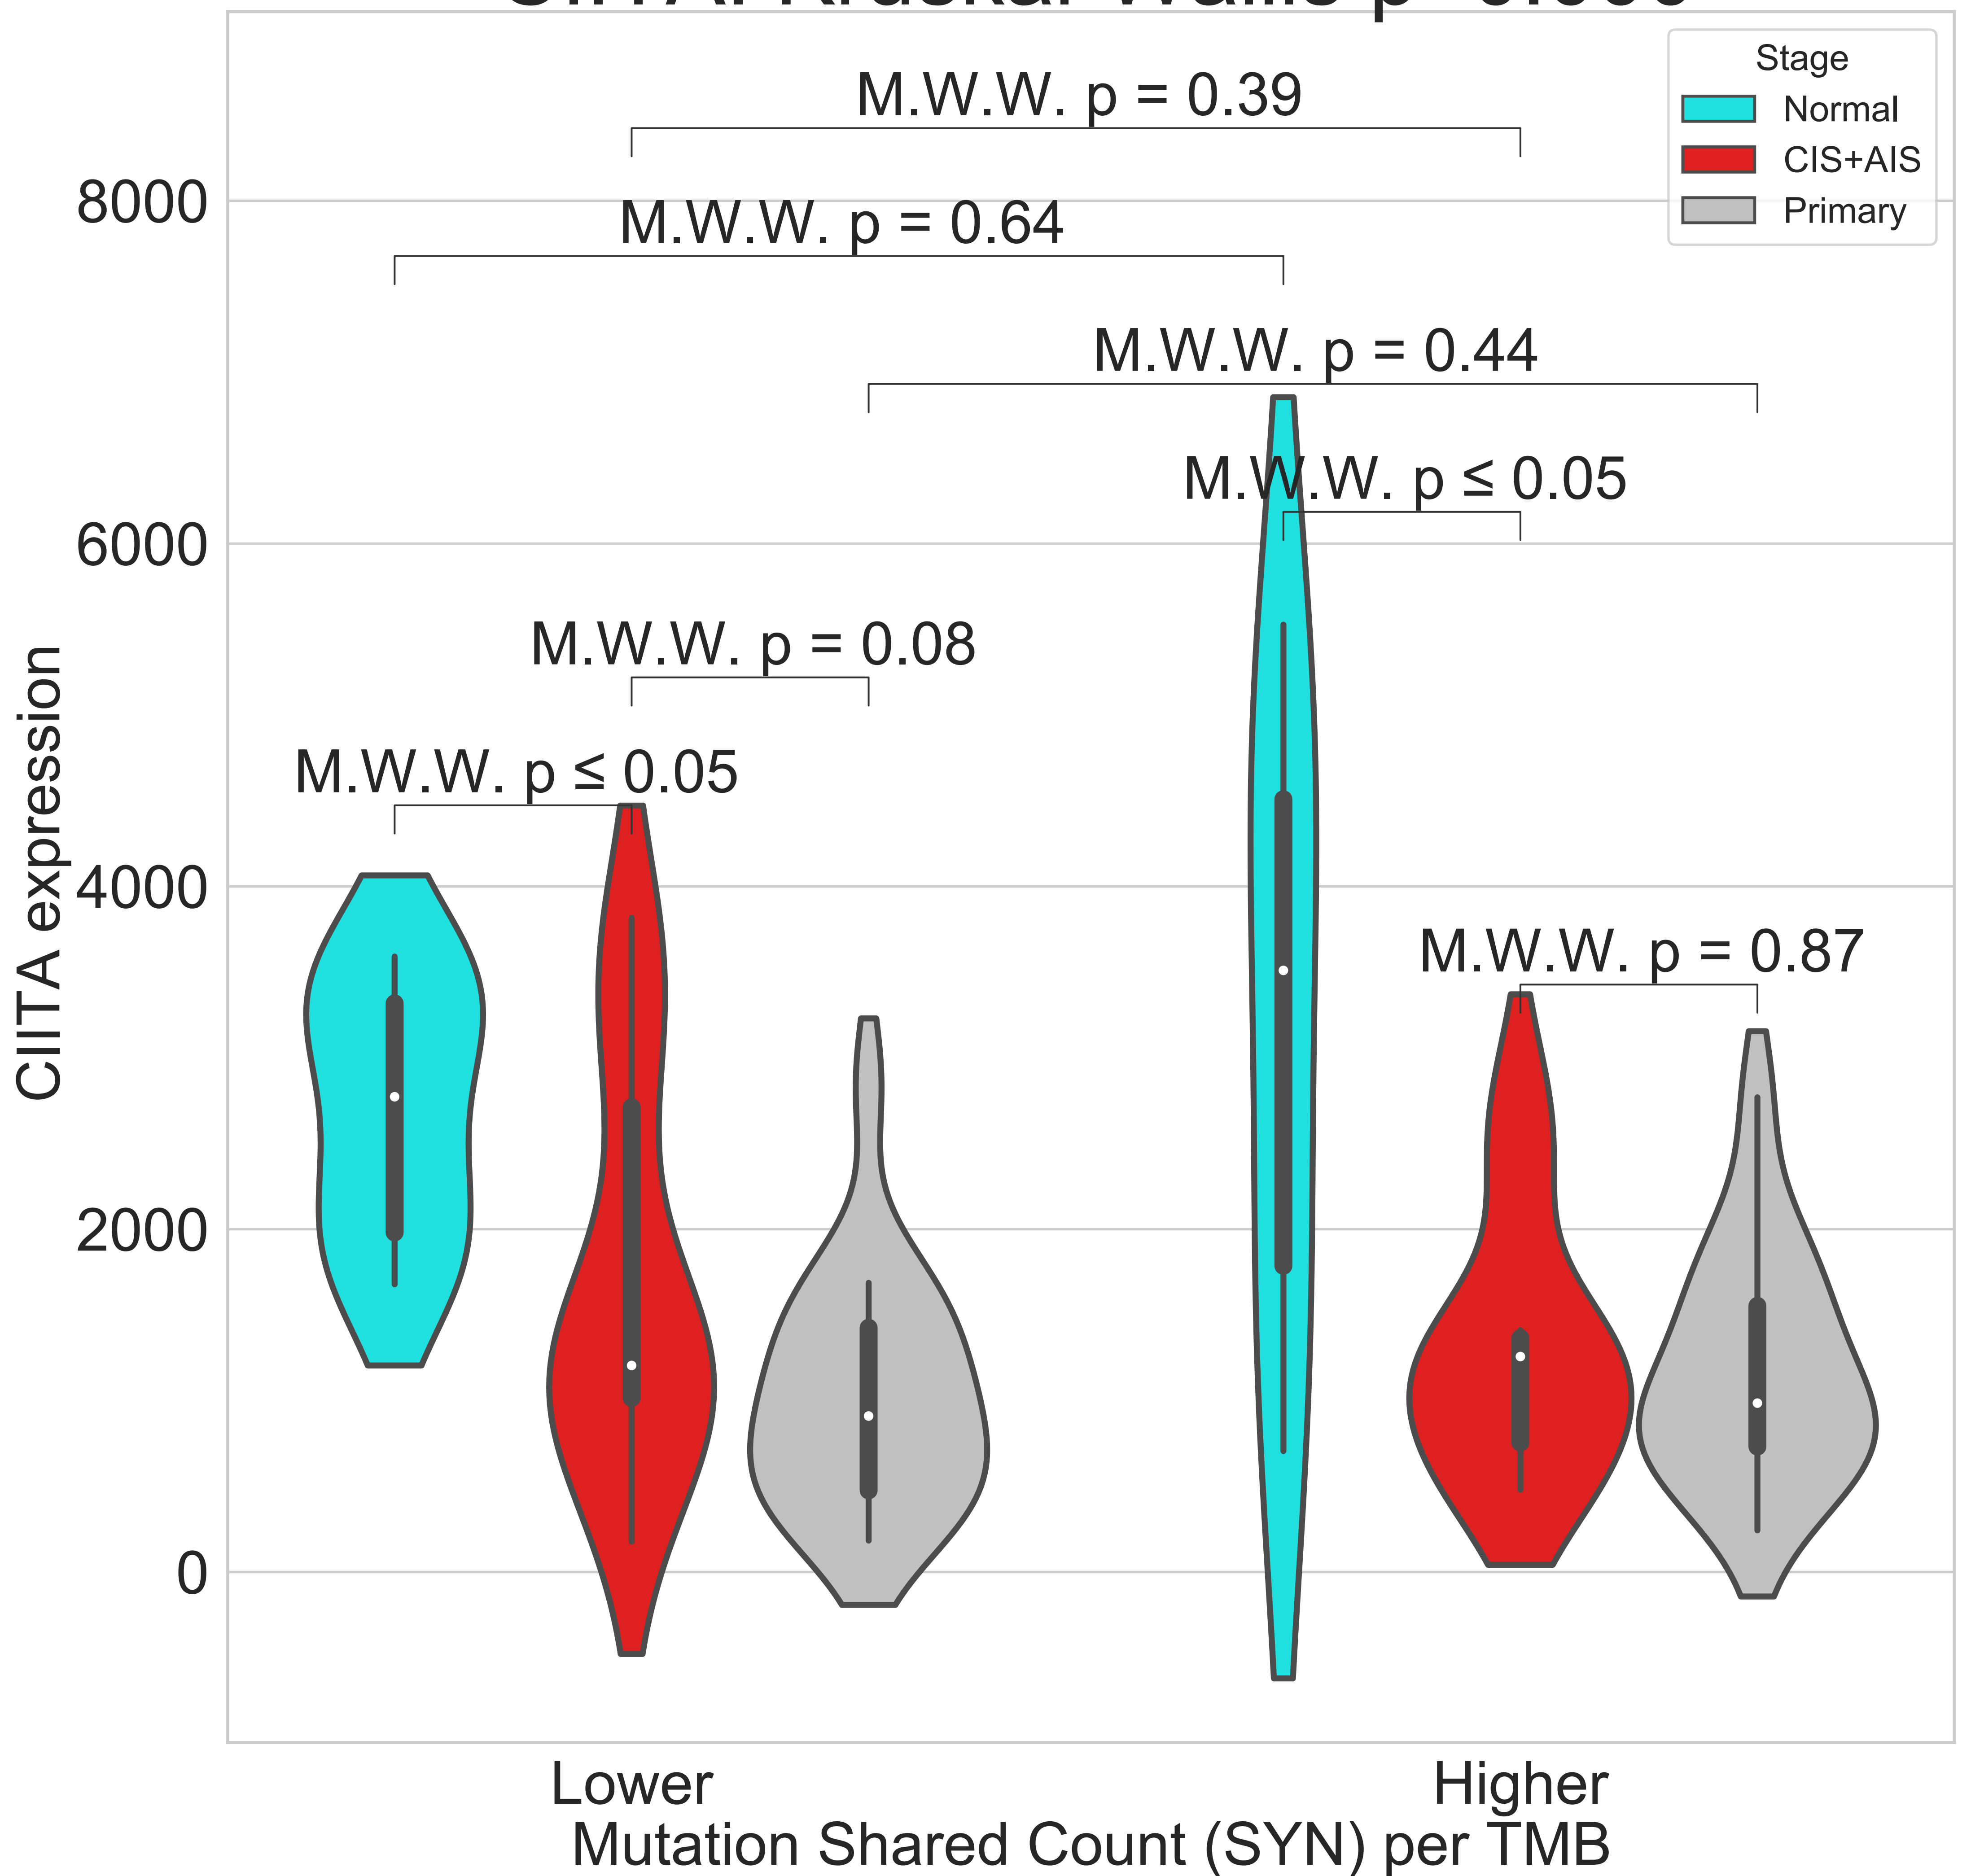 Stage
Normal
CIS+AIS
Primary
M.W.W. p = 0.39
M.W.W. p = 0.64
M.W.W. p = 0.44
M.W.W. p ≤ 0.05
M.W.W. p = 0.08
M.W.W. p ≤ 0.05
M.W.W. p = 0.87
8000
6000
4000
2000
0
CIITA expression
Lower
Higher
Mutation Shared Count (SYN) per TMB